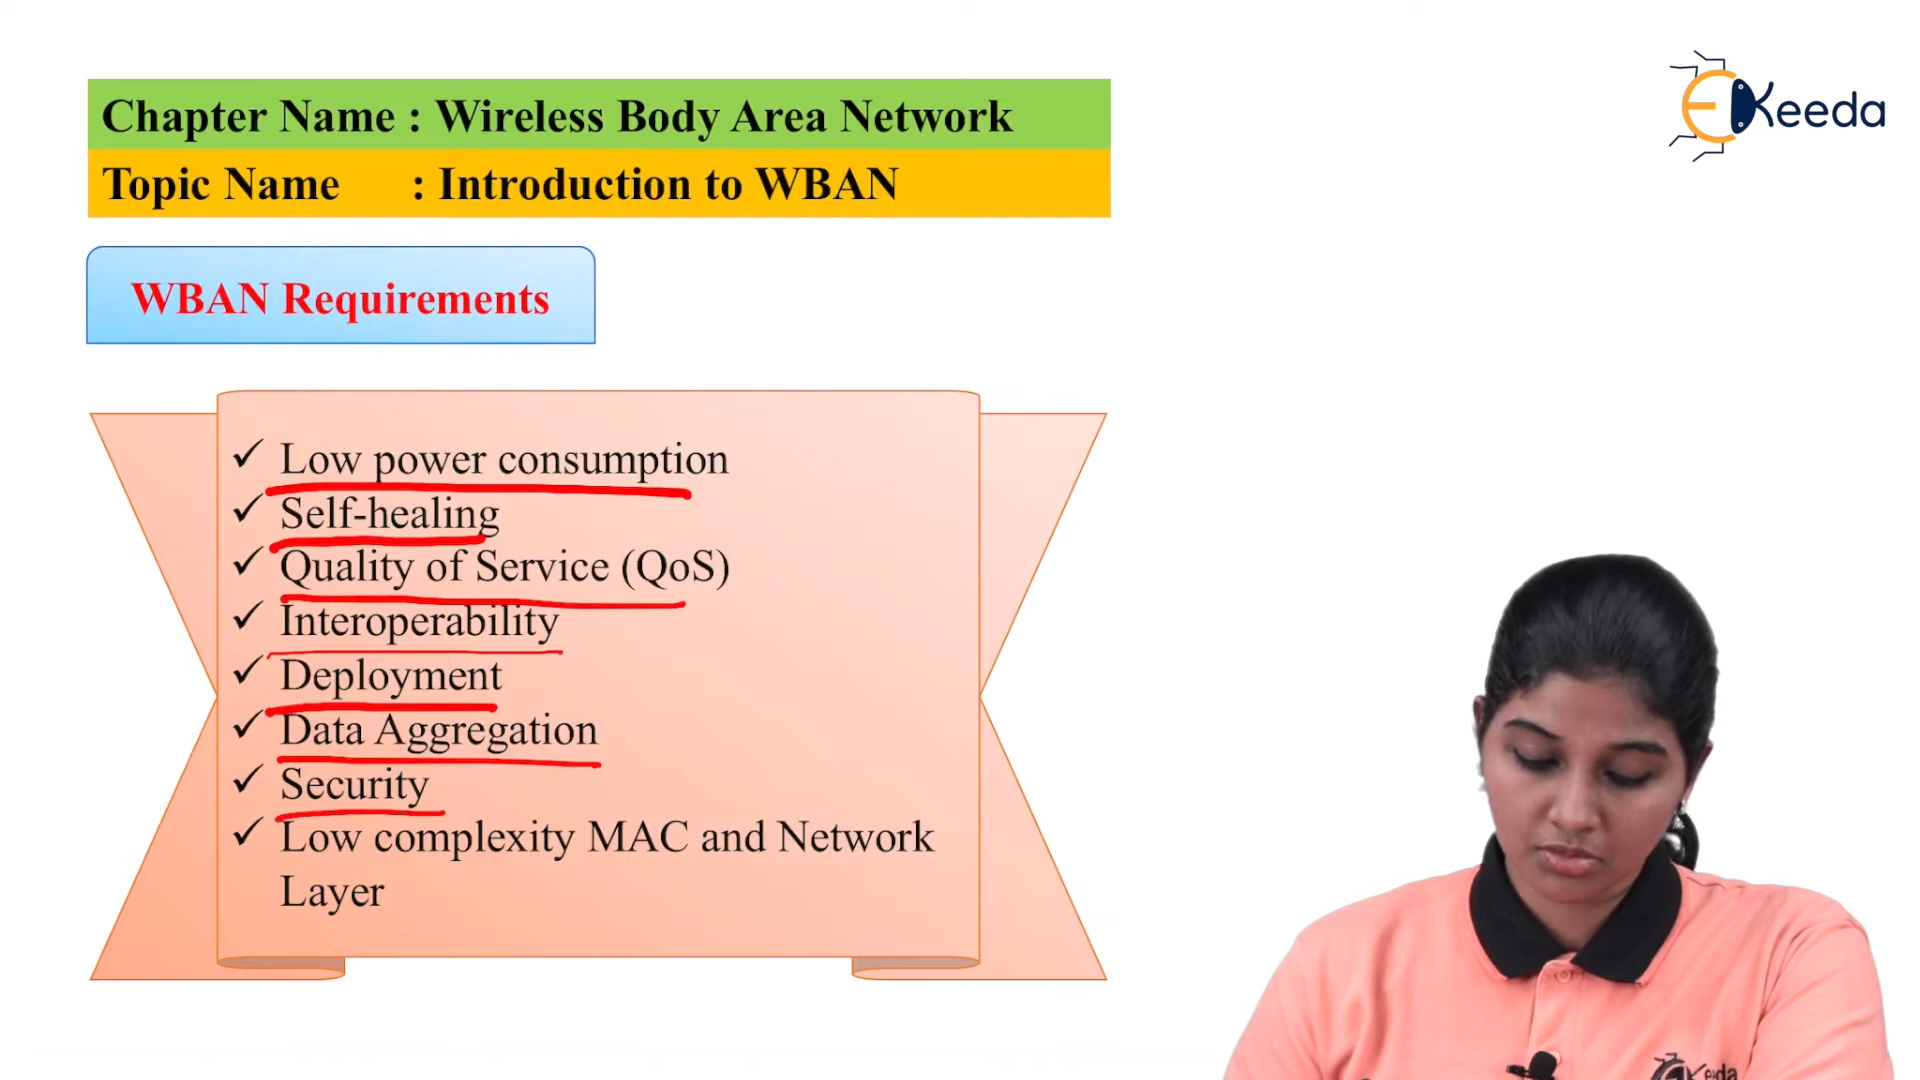 EKeeda
Chapter Name : Wireless Body Area Network
Topic Name : Introduction to WBAN
WBAN Requirements
✓ Low power consumption
✓ Self-healing
✓ Quality of Service (QoS)
✓ Interoperability
✓ Deployment
✓ Data Aggregation
✓ Security
✓ Low complexity MAC and Network
Layer
Keeda